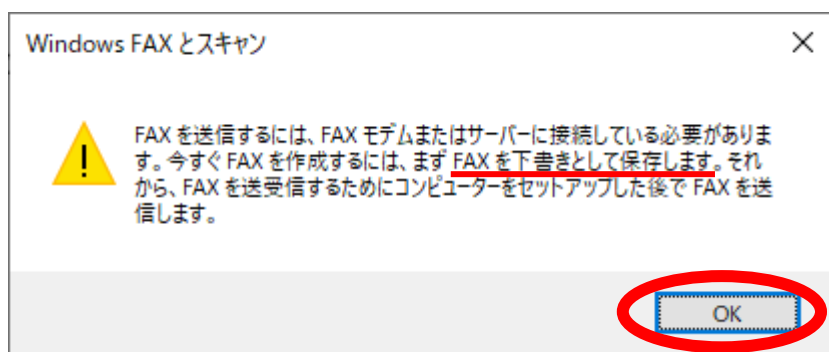 Windows FAX とスキャン
FAX を送信するには、FAX モデムまたはサーバーに接続している必要がありま
す。今すぐ FAX を作成するには、まず FAX を下書きとして保存します。それ
から、FAX を送受信するためにコンピューターをセットアップした後で FAX を送
信します。
OK